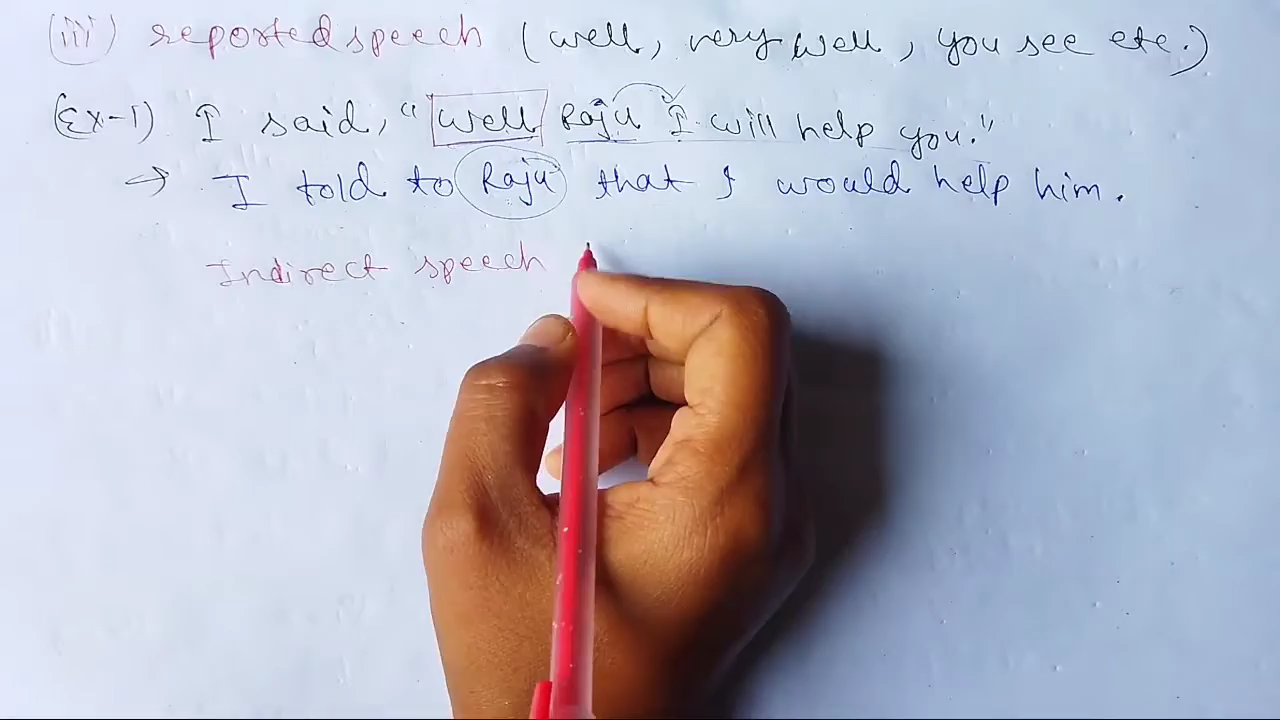 (iii) reported speech (well, very well, you see etc.)
(Ex-1) I said, "well Raju I will help you."
→ I told to Raju that I would help him.
Indirect speech